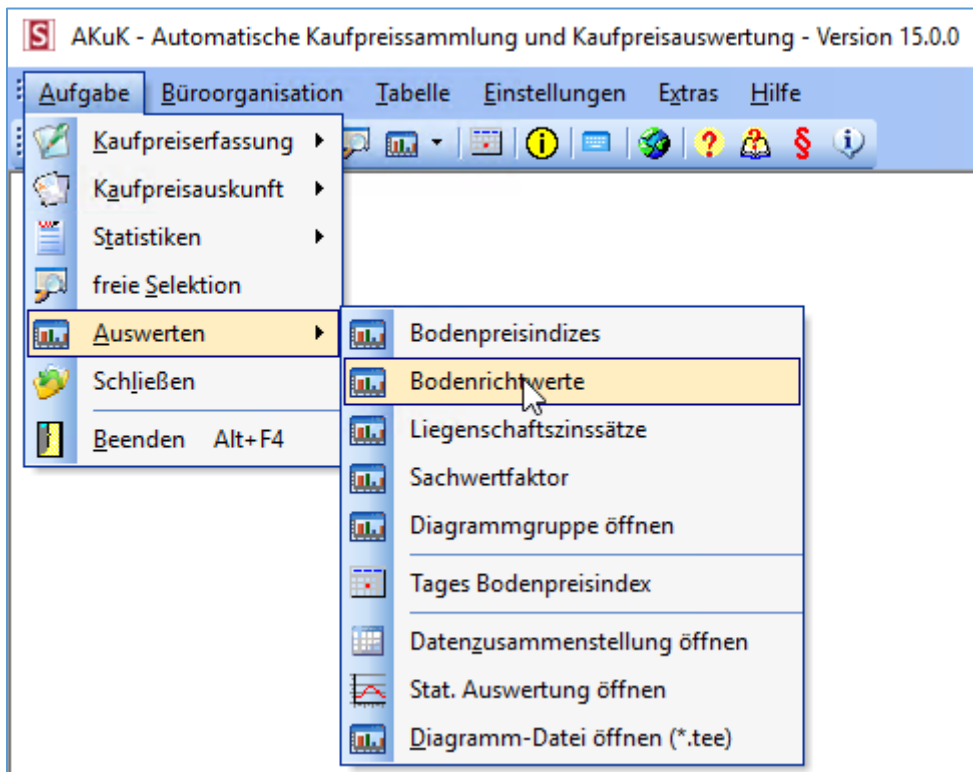 S AKuK - Automatische Kaufpreissammlung und Kaufpreisauswertung - Version 15.0.0
Aufgabe Büroorganisation Tabelle Einstellungen Extras Hilfe
Kaufpreiserfassung
Kaufpreisauskunft
Statistiken
freie Selektion
Auswerten
Schließen
Beenden Alt+F4
Bodenpreisindizes
Bodenrichtwerte
Liegenschaftszinssätze
Sachwertfaktor
Diagrammgruppe öffnen
Tages Bodenpreisindex
Datenzusammenstellung öffnen
Stat. Auswertung öffnen
Diagramm-Datei öffnen (*.tee)